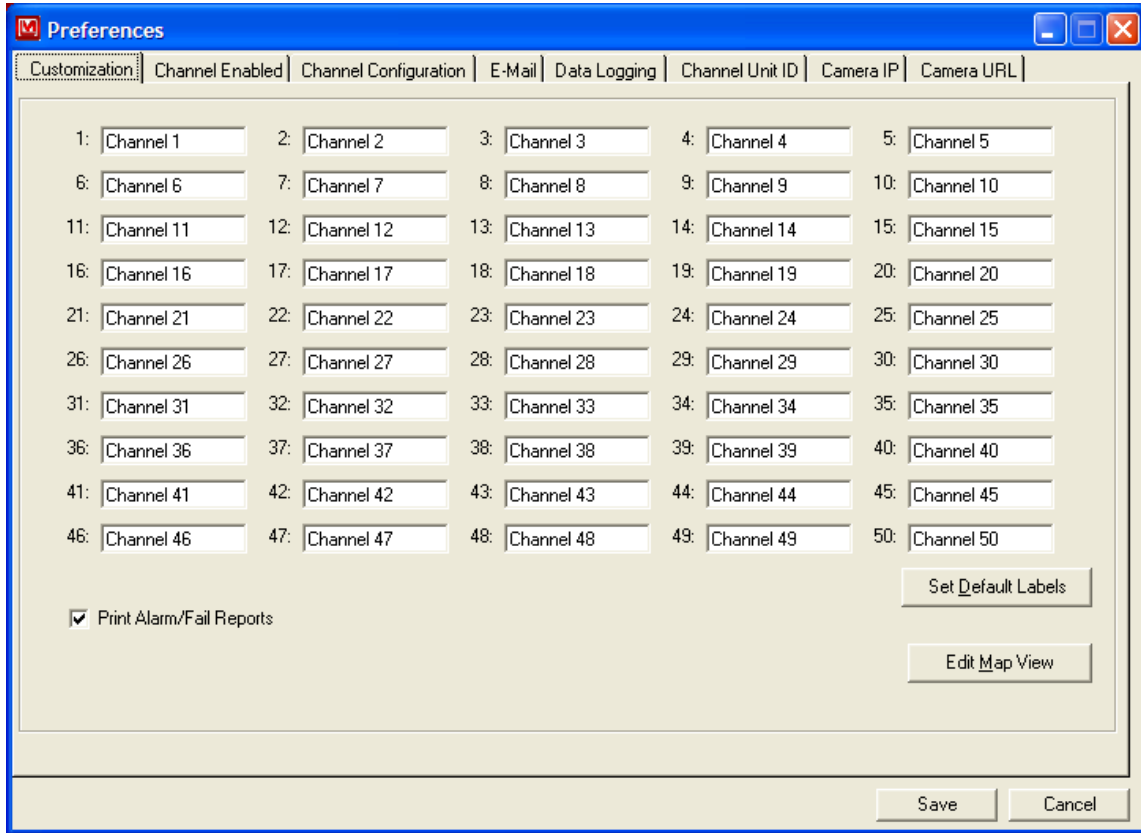 Preferences
Customization Channel Enabled Channel Configuration E-Mail Data Logging Channel Unit ID Camera IP Camera URL
1: Channel 1 2: Channel 2 3: Channel 3 4: Channel 4 5: Channel 5
6: Channel 6 7: Channel 7 8: Channel 8 9: Channel 9 10: Channel 10
11: Channel 11 12: Channel 12 13: Channel 13 14: Channel 14 15: Channel 15
16: Channel 16 17: Channel 17 18: Channel 18 19: Channel 19 20: Channel 20
21: Channel 21 22: Channel 22 23: Channel 23 24: Channel 24 25: Channel 25
26: Channel 26 27: Channel 27 28: Channel 28 29: Channel 29 30: Channel 30
31: Channel 31 32: Channel 32 33: Channel 33 34: Channel 34 35: Channel 35
36: Channel 36 37: Channel 37 38: Channel 38 39: Channel 39 40: Channel 40
41: Channel 41 42: Channel 42 43: Channel 43 44: Channel 44 45: Channel 45
46: Channel 46 47: Channel 47 48: Channel 48 49: Channel 49 50: Channel 50
Set Default Labels
Print Alarm/Fail Reports
Edit Map View
Save Cancel